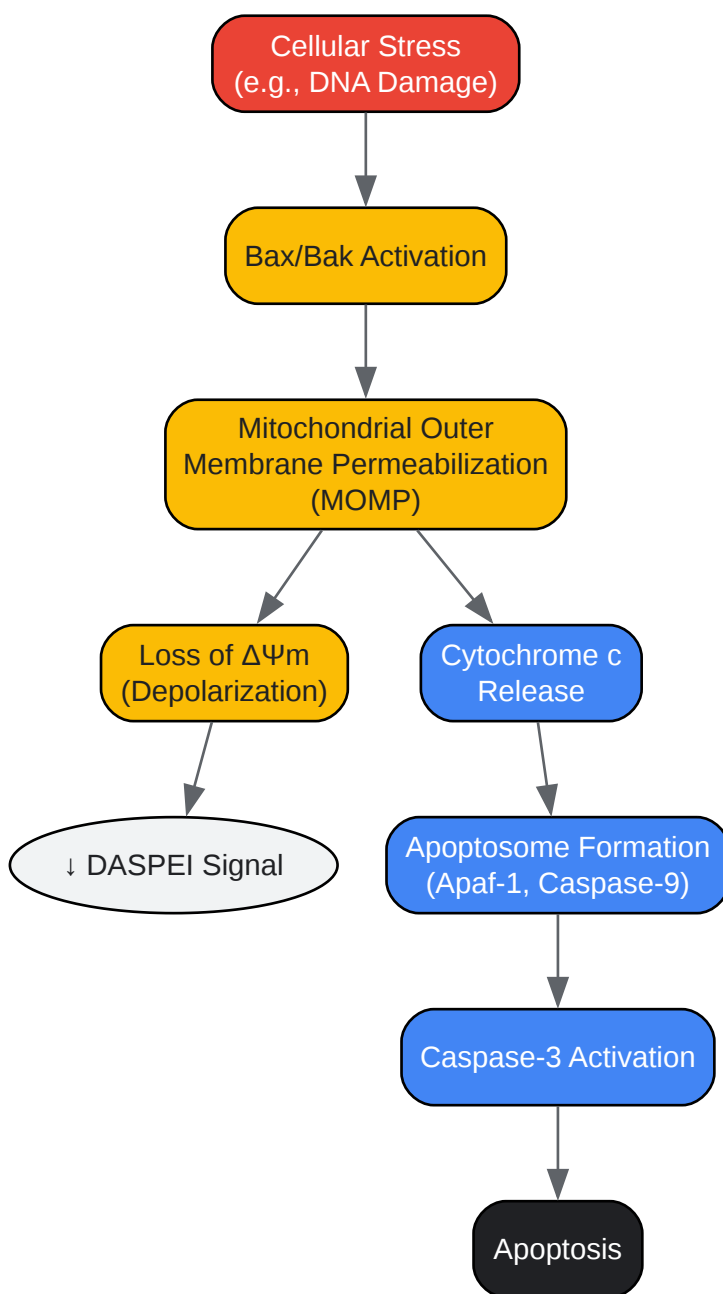 Cellular Stress
(e.g., DNA Damage)
Bax/Bak Activation
Mitochondrial Outer
Membrane Permeabilization
(MOMP)
Loss of ΔΨm
(Depolarization)
Cytochrome c
Release
↓ DASPEI Signal
Apoptosome Formation
(Apaf-1, Caspase-9)
Caspase-3 Activation
Apoptosis